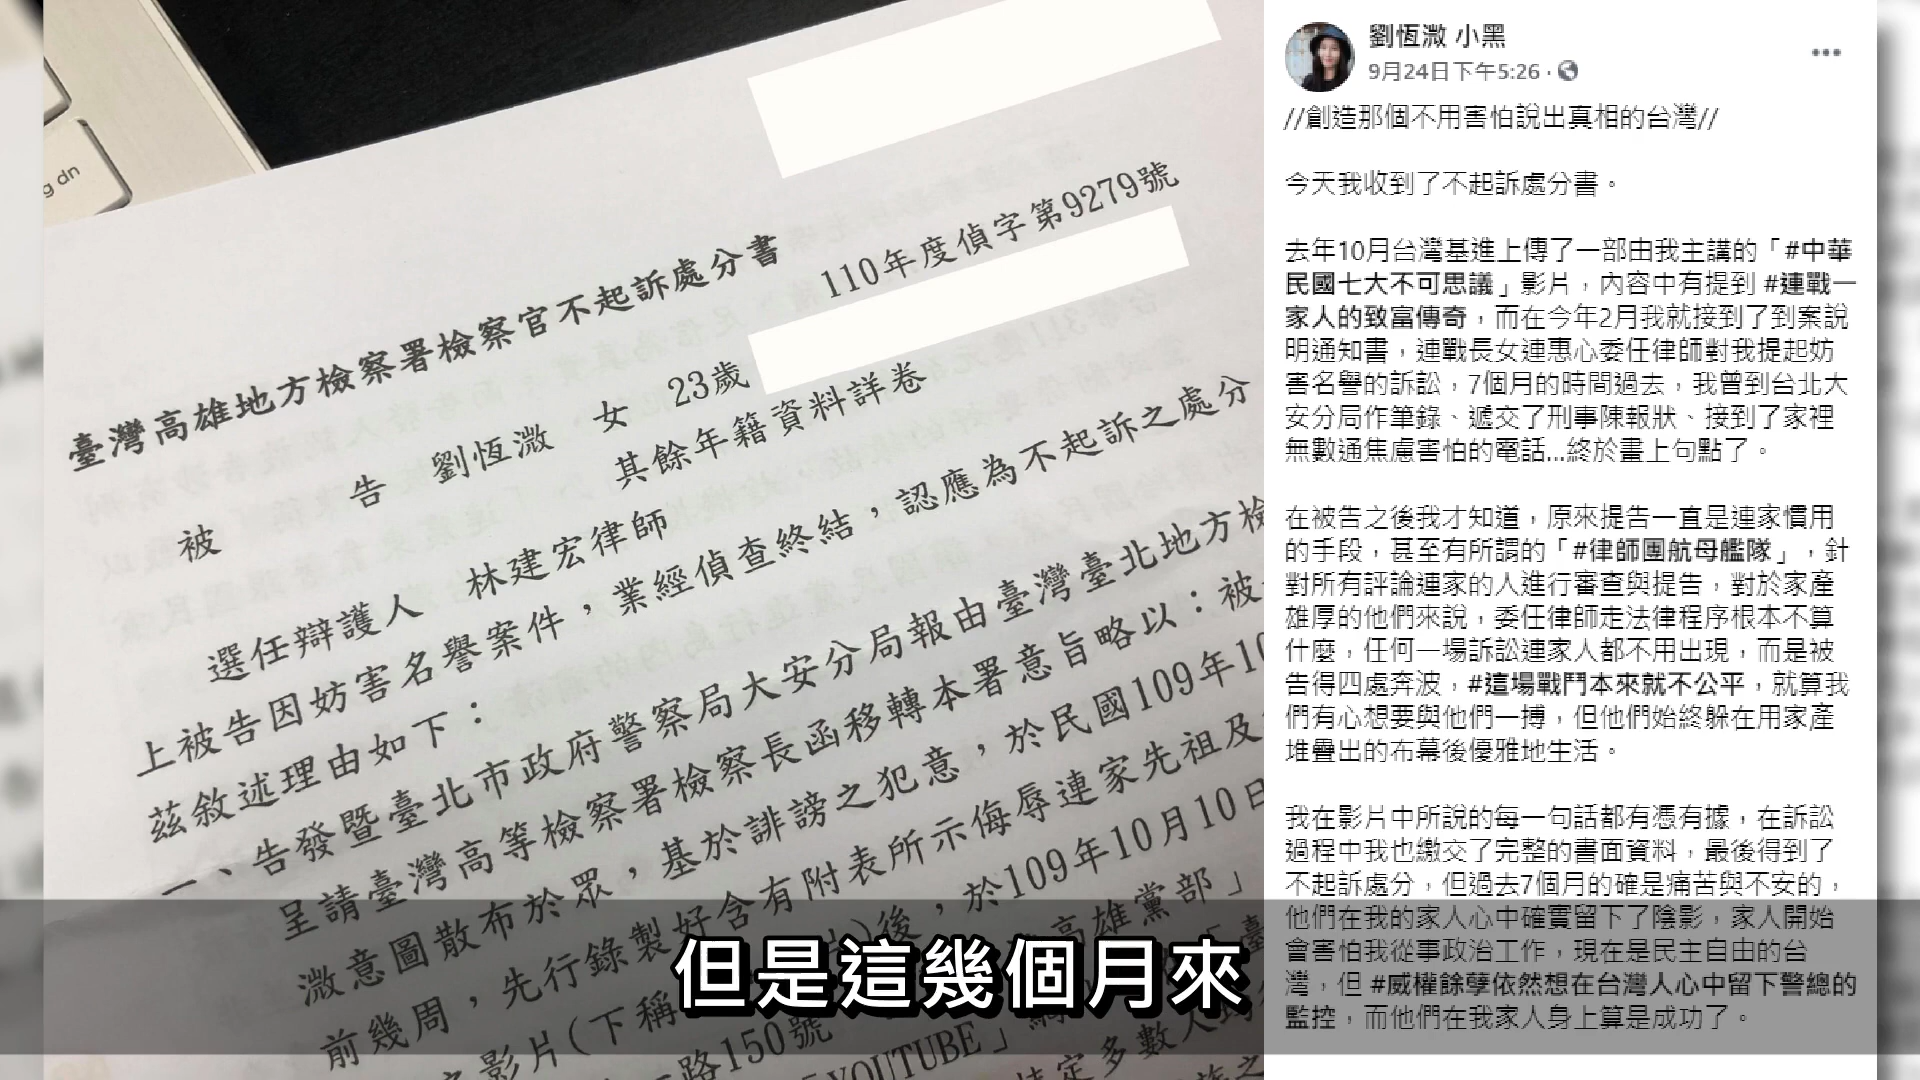 g dn
臺灣高雄地方檢察署檢察官不起訴處分書
110年度偵字第9279號
被 告 劉恆溦 女 23歲
其餘年籍資料詳卷
選任辯護人 林建宏律師
上被告因妨害名譽案件，業經偵查終結，認應為不起訴之處分
茲敘述理由如下：
一、告發暨臺北市政府警察局大安分局報由臺灣臺北地方檢
呈請臺灣高等檢察署檢察長函移轉本署意旨略以：被
溦意圖散布於眾，基於誹謗之犯意，於民國109年10
前幾周，先行錄製好含有附表所示侮辱連家先祖及
影片(下稱 後，於109年10月10日
路150號 高雄黨部」
YOUTUBE」 特定多數人
劉恆溦 小黑
9月24日下午5:26
//創造那個不用害怕說出真相的台灣//
今天我收到了不起訴處分書。
去年10月台灣基進上傳了一部由我主講的「#中華
民國七大不可思議」影片，內容中有提到 #連戰一
家人的致富傳奇，而在今年2月我就接到了到案說
明通知書，連戰長女連惠心委任律師對我提起妨
害名譽的訴訟，7個月的時間過去，我曾到台北大
安分局作筆錄、遞交了刑事陳報狀、接到了家裡
無數通焦慮害怕的電話...終於畫上句點了。
在被告之後我才知道，原來提告一直是連家慣用
的手段，甚至有所謂的「#律師團航母艦隊」，針
對所有評論連家的人進行審查與提告，對於家產
雄厚的他們來說，委任律師走法律程序根本不算
什麼，任何一場訴訟連家人都不用出現，而是被
告得四處奔波，#這場戰鬥本來就不公平，就算我
們有心想要與他們一搏，但他們始終躲在用家產
堆疊出的布幕後優雅地生活。
我在影片中所說的每一句話都有憑有據，在訴訟
過程中我也繳交了完整的書面資料，最後得到了
不起訴處分，但過去7個月的確是痛苦與不安的，
他們在我的家人心中確實留下了陰影，家人開始
會害怕我從事政治工作，現在是民主自由的台
灣，但 #威權餘孽依然想在台灣人心中留下警總的
監控，而他們在我家人身上算是成功了。
但是這幾個月來